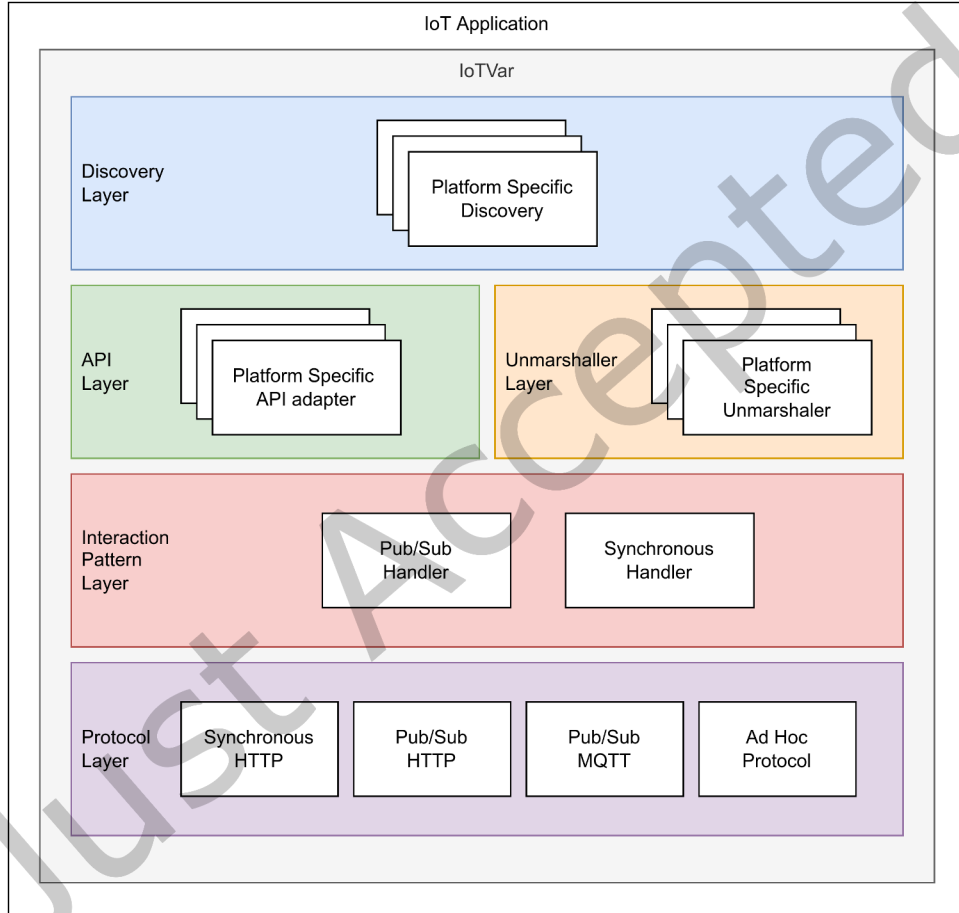 IoT Application
IoTVar
Discovery
Layer
Platform Specific
Discovery
API
Layer
Platform Specific
API adapter
Unmarshaller
Layer
Platform
Specific
Unmarshaler
Interaction
Pattern
Layer
Pub/Sub
Handler
Synchronous
Handler
Protocol
Layer
Synchronous
HTTP
Pub/Sub
HTTP
Pub/Sub
MQTT
Ad Hoc
Protocol
Just Accepted